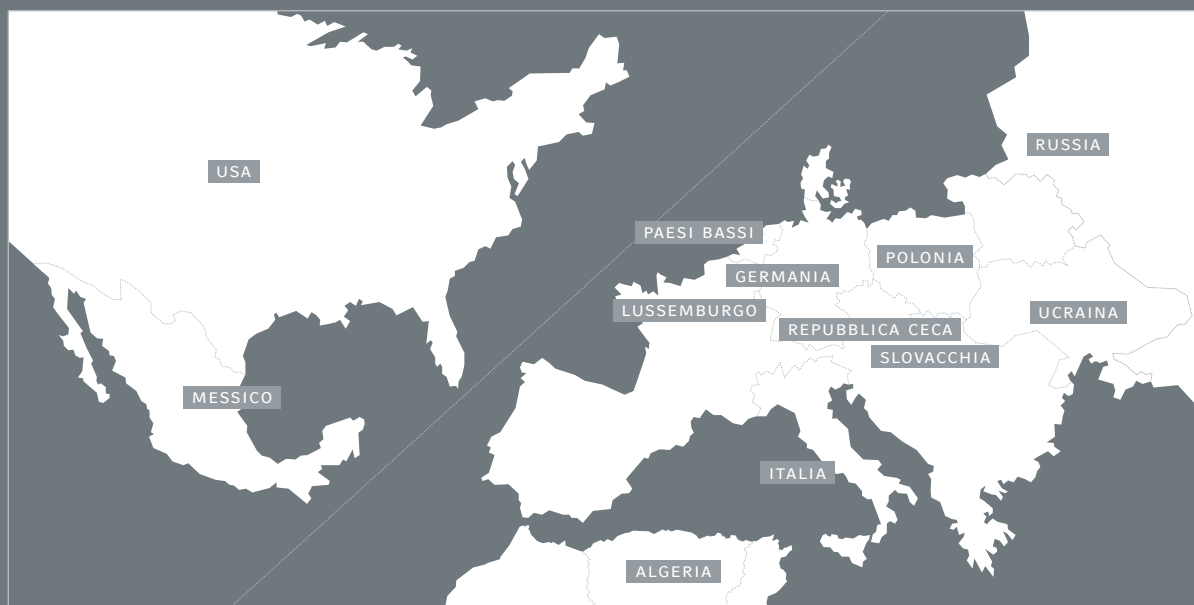 RUSSIA
USA
PAESI BASSI
POLONIA
GERMANIA
LUSSEMBURGO
UCRAINA
REPUBBLICA CECA
SLOVACCHIA
MESSICO
ITALIA
ALGERIA